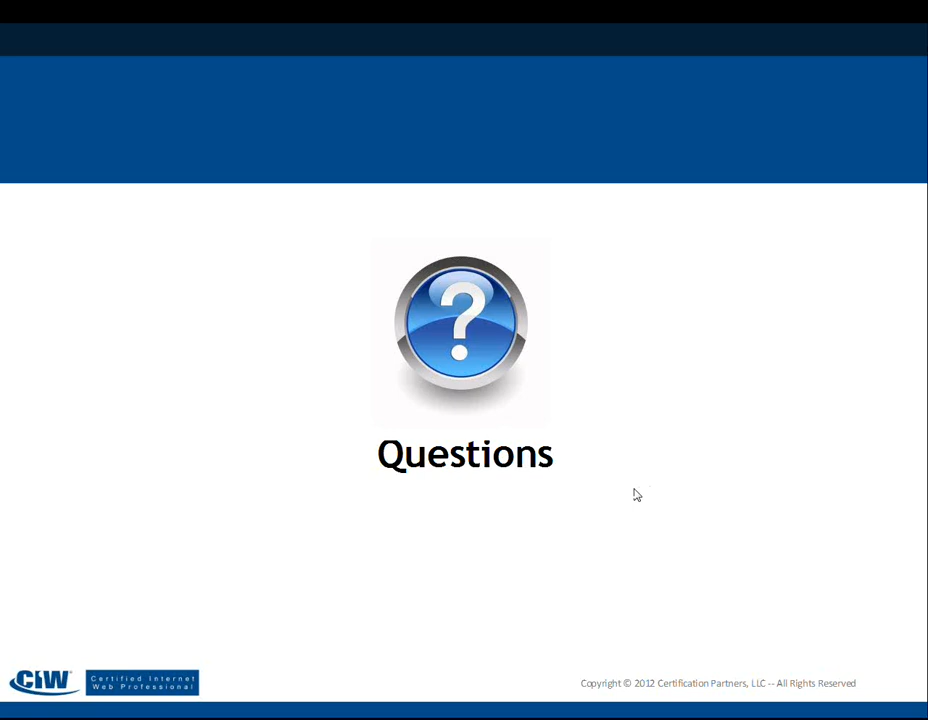 ?
Questions
CIW
Certified Internet
Web Professional
Copyright © 2012 Certification Partners, LLC -- All Rights Reserved